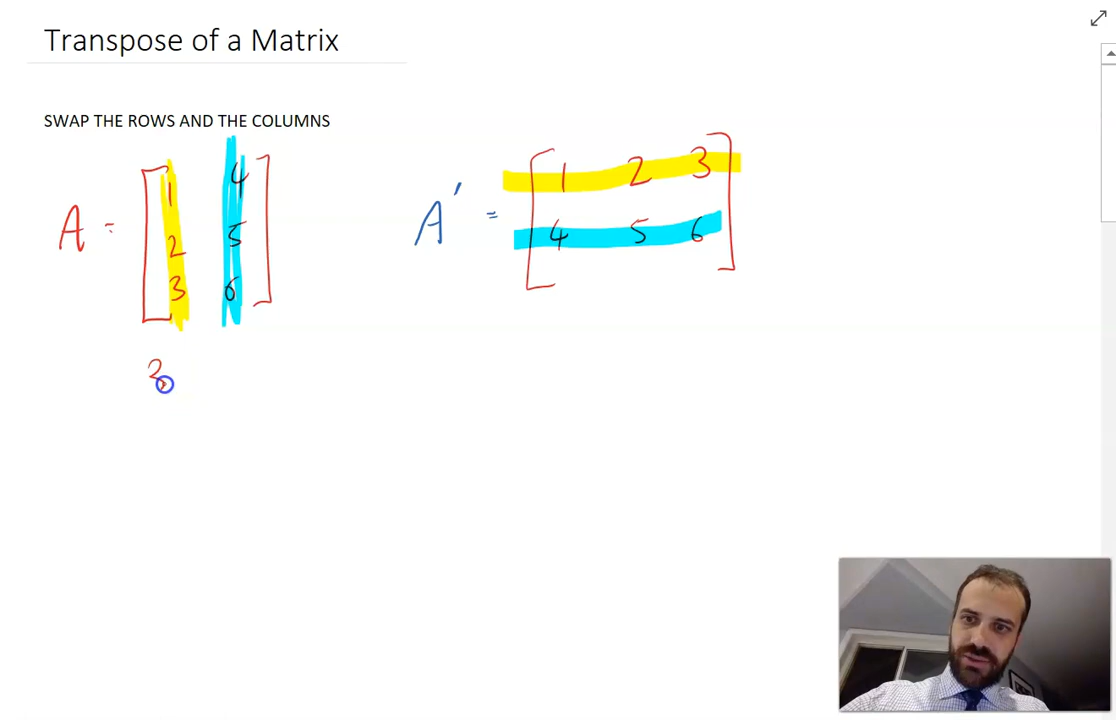 Transpose of a Matrix
SWAP THE ROWS AND THE COLUMNS
A = [ 1 4
2 5
3 6 ]
A' = [ 1 2 3
4 5 6 ]
3